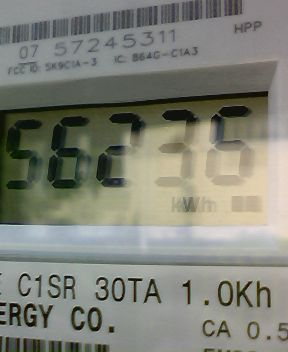 HPP
07 57245311
FCC ID: SK9C1A-3 IC: 864G-C1A3
56236
kWh
C1SR 30TA 1.0Kh
ERGY CO.
CA 0.5